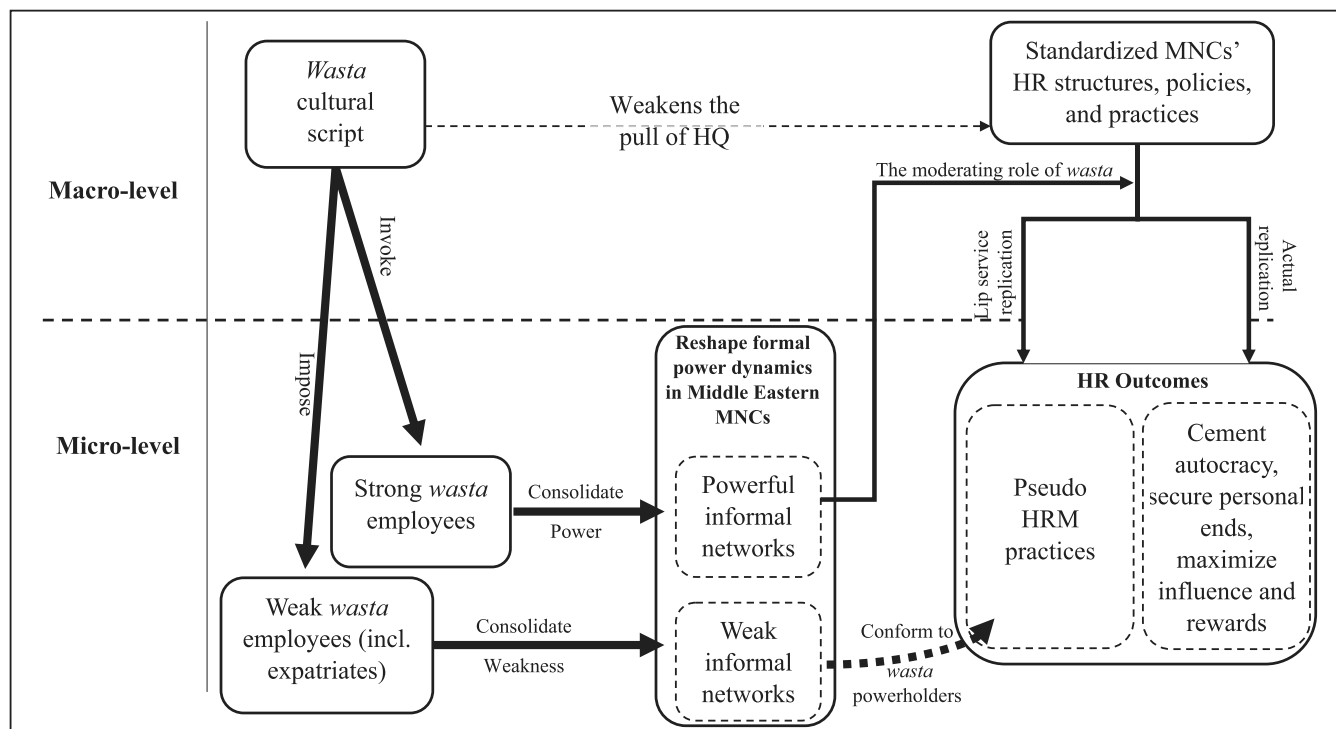 Wasta
cultural
script
Weakens the
pull of HQ
Standardized MNCs’
HR structures, policies,
and practices
Macro-level
The moderating role of wasta
Invoke
Impose
Lip service
replication
Actual
replication
Micro-level
Reshape formal
power dynamics
in Middle Eastern
MNCs
HR Outcomes
Strong wasta
employees
Consolidate
Power
Powerful
informal
networks
Pseudo
HRM
practices
Cement
autocracy,
secure personal
ends,
maximize
influence and
rewards
Weak wasta
employees (incl.
expatriates)
Consolidate
Weakness
Weak
informal
networks
Conform to
wasta
powerholders